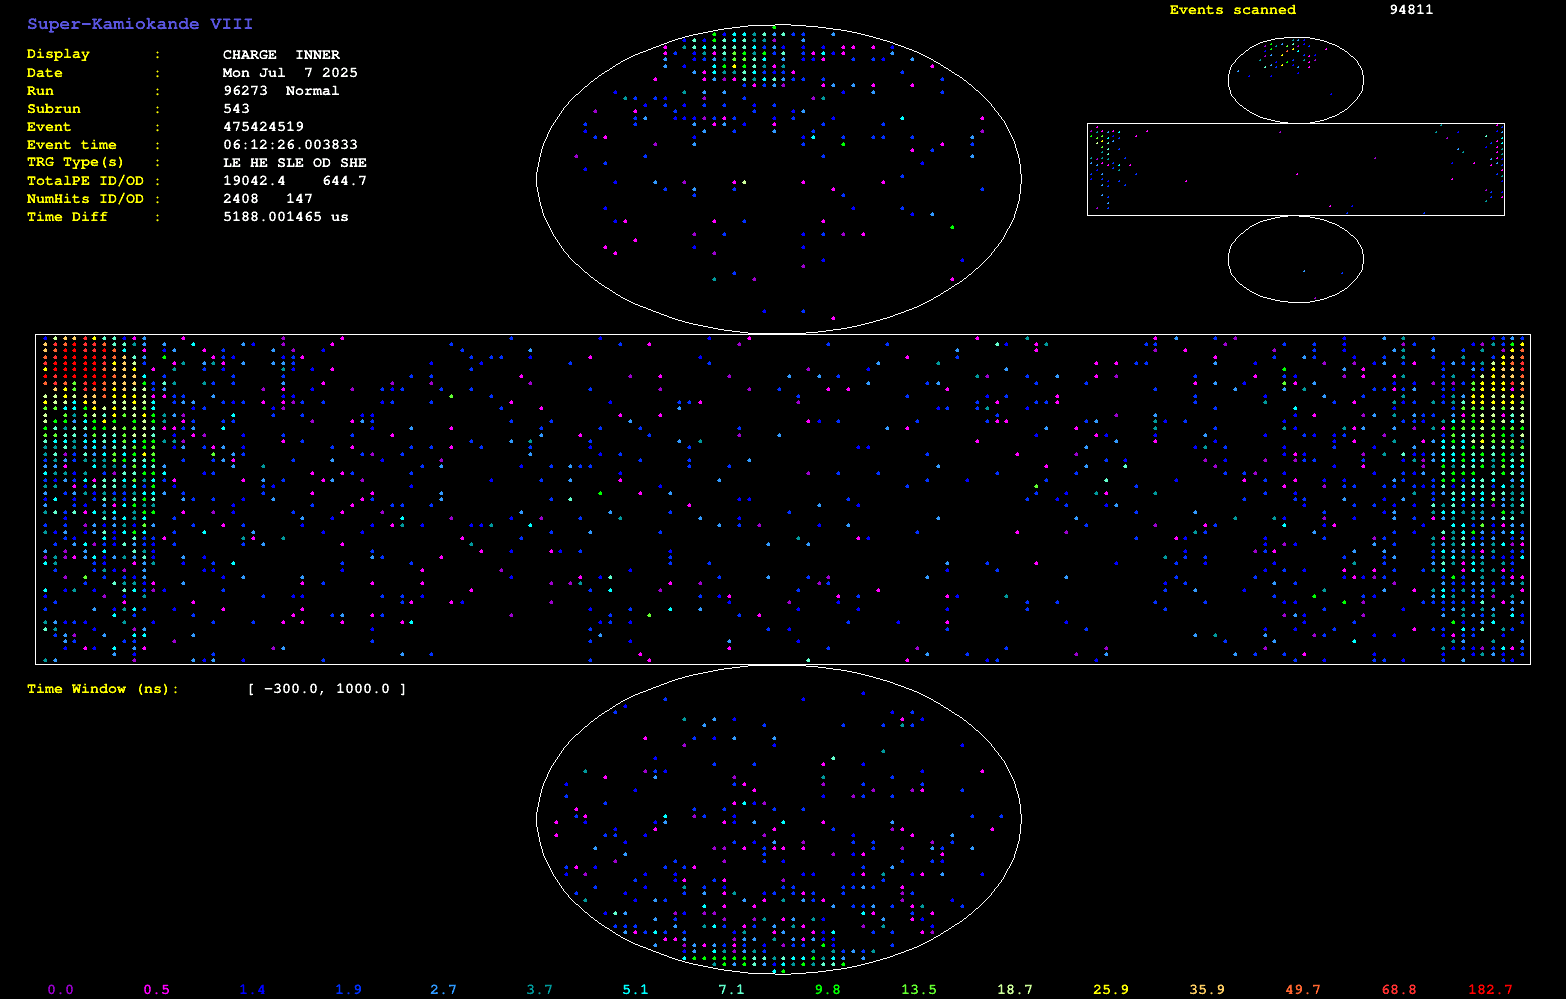 Super-Kamiokande VIII
Events scanned 94811
Display : CHARGE INNER
Date : Mon Jul 7 2025
Run : 96273 Normal
Subrun : 543
Event : 475424519
Event time : 06:12:26.003833
TRG Type(s) : LE HE SLE OD SHE
TotalPE ID/OD : 19042.4 644.7
NumHits ID/OD : 2408 147
Time Diff : 5188.001465 us
Time Window (ns): [ -300.0, 1000.0 ]
0.0 0.5 1.4 1.9 2.7 3.7 5.1 7.1 9.8 13.5 18.7 25.9 35.9 49.7 68.8 182.7